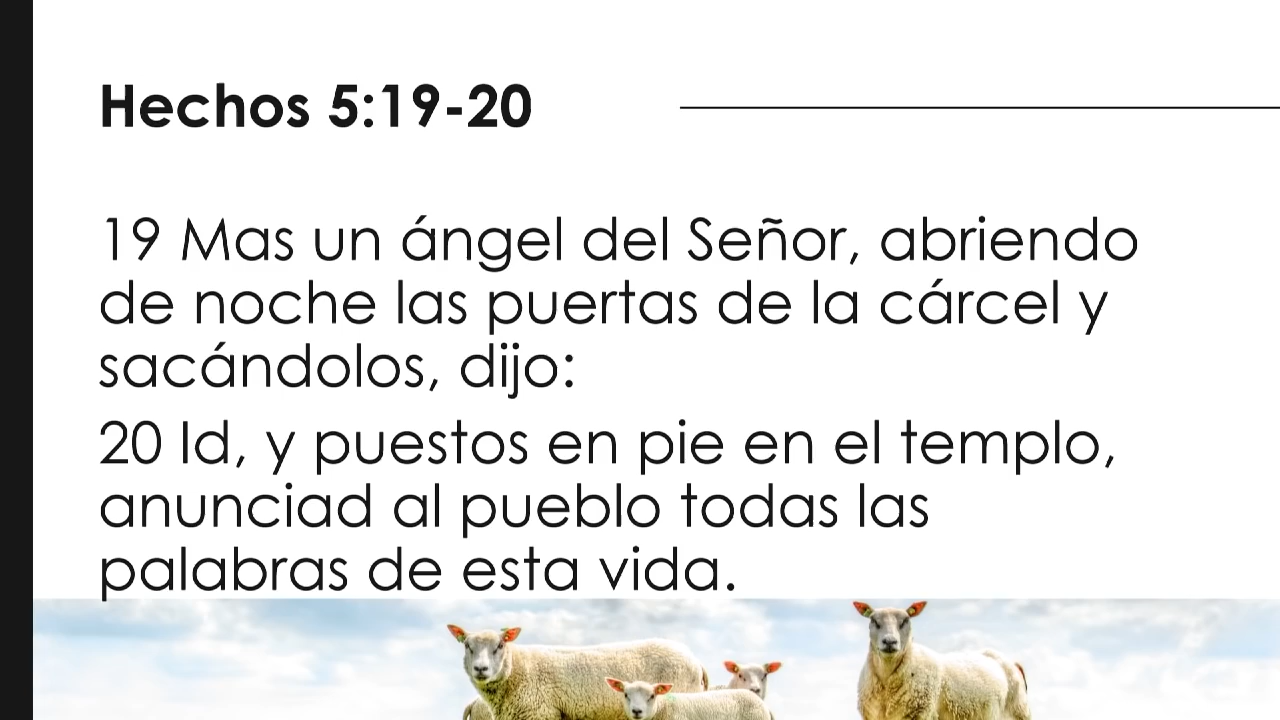 Hechos 5:19-20
19 Mas un ángel del Señor, abriendo
de noche las puertas de la cárcel y
sacándolos, dijo:
20 Id, y puestos en pie en el templo,
anunciad al pueblo todas las
palabras de esta vida.